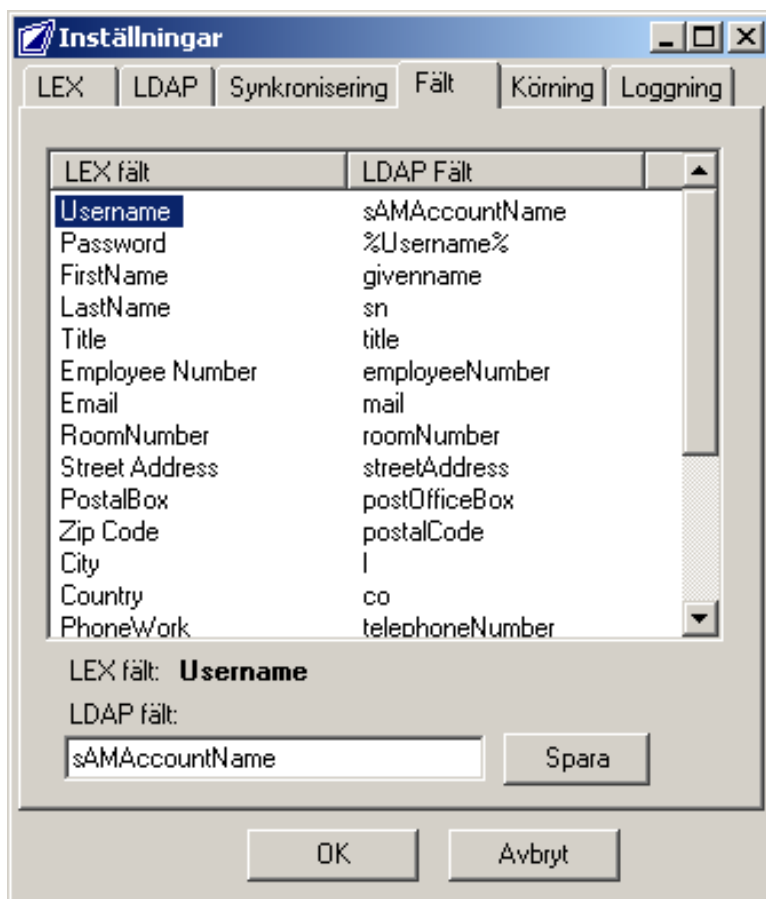 Inställningar
LEX LDAP Synkronisering Fält Körning Loggning
LEX fält LDAP Fält
Username sAMAccountName
Password %Username%
FirstName givenname
LastName sn
Title title
Employee Number employeeNumber
Email mail
RoomNumber roomNumber
Street Address streetAddress
PostalBox postOfficeBox
Zip Code postalCode
City l
Country co
PhoneWork telephoneNumber
LEX fält: Username
LDAP fält:
sAMAccountName Spara
OK Avbryt